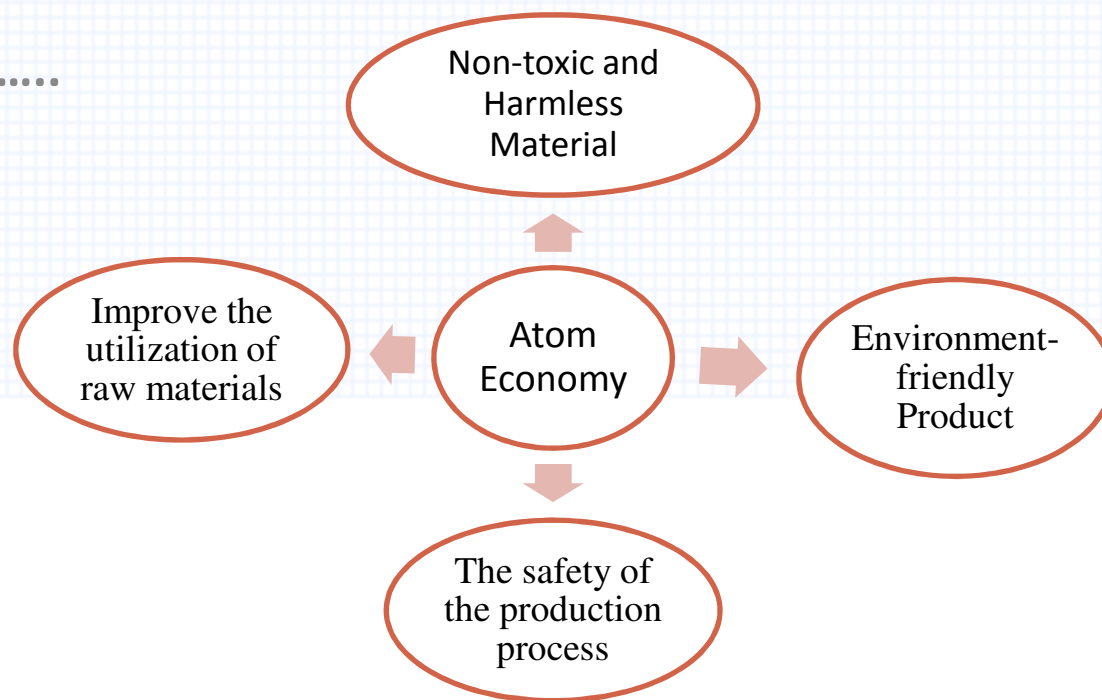 Non-toxic and
Harmless
Material
Improve the
utilization of
raw materials
Atom
Economy
Environment-
friendly
Product
The safety of
the production
process